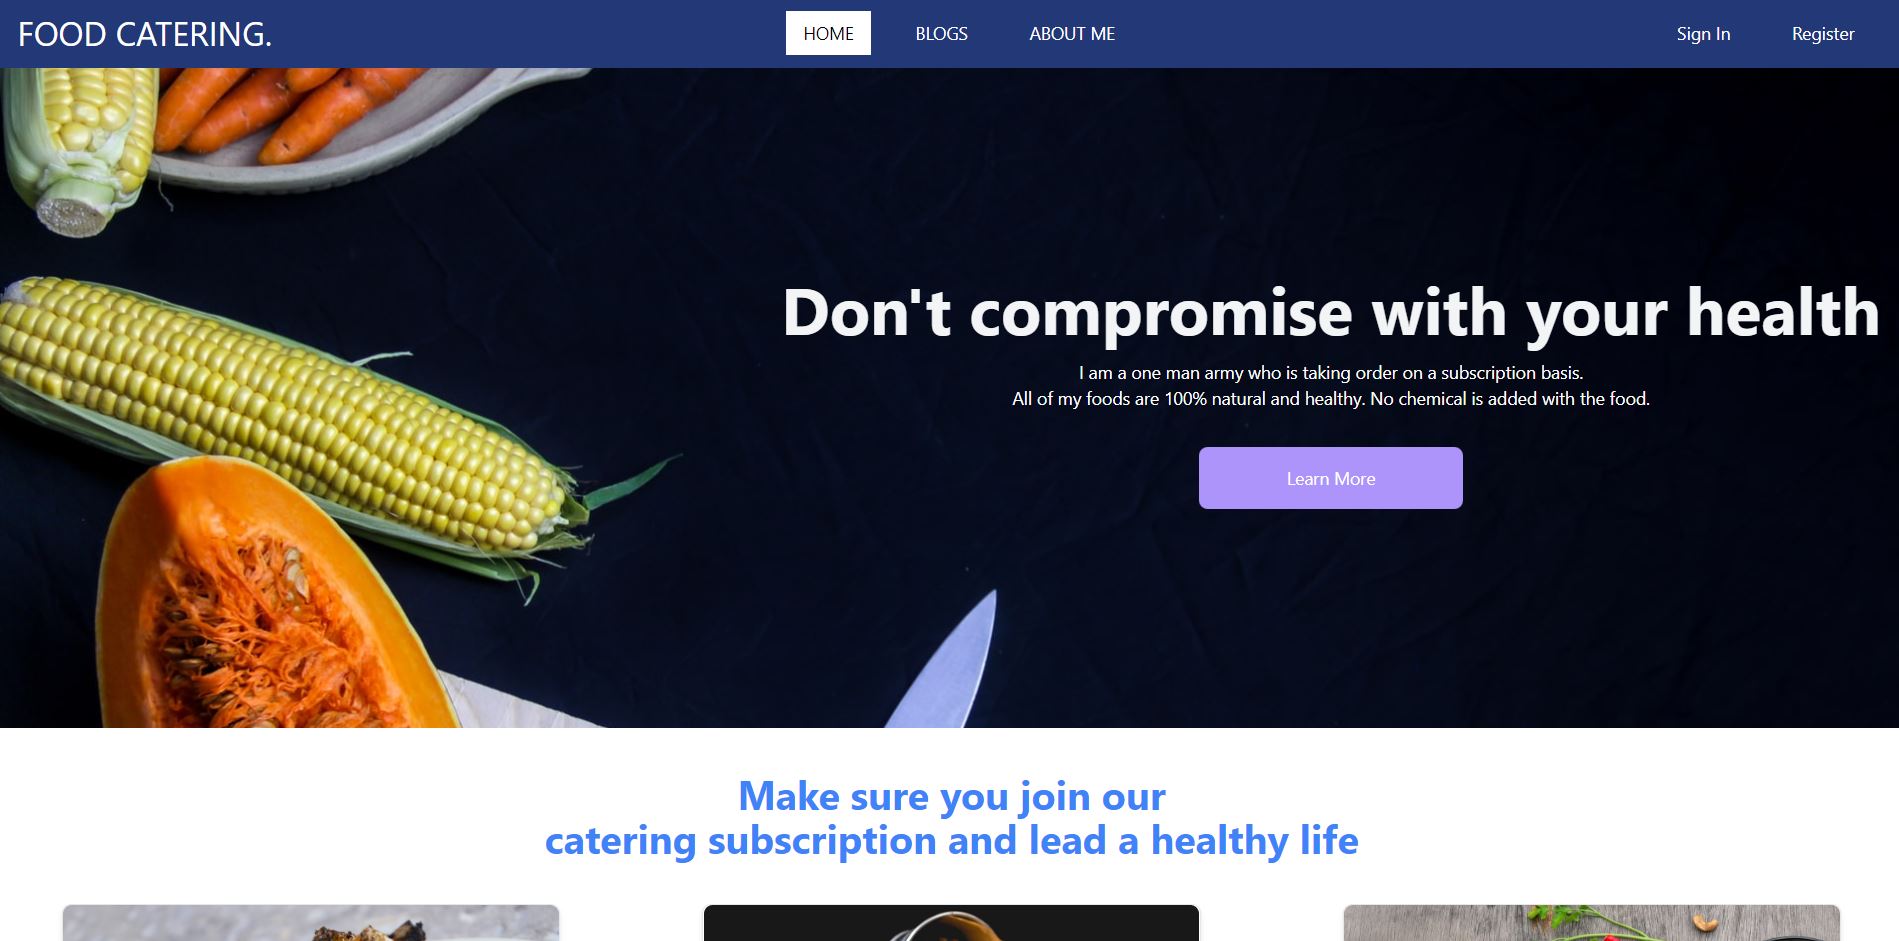 FOOD CATERING.
HOME
BLOGS
ABOUT ME
Sign In
Register
Don't compromise with your health
I am a one man army who is taking order on a subscription basis.
All of my foods are 100% natural and healthy. No chemical is added with the food.
Learn More
Make sure you join our
catering subscription and lead a healthy life